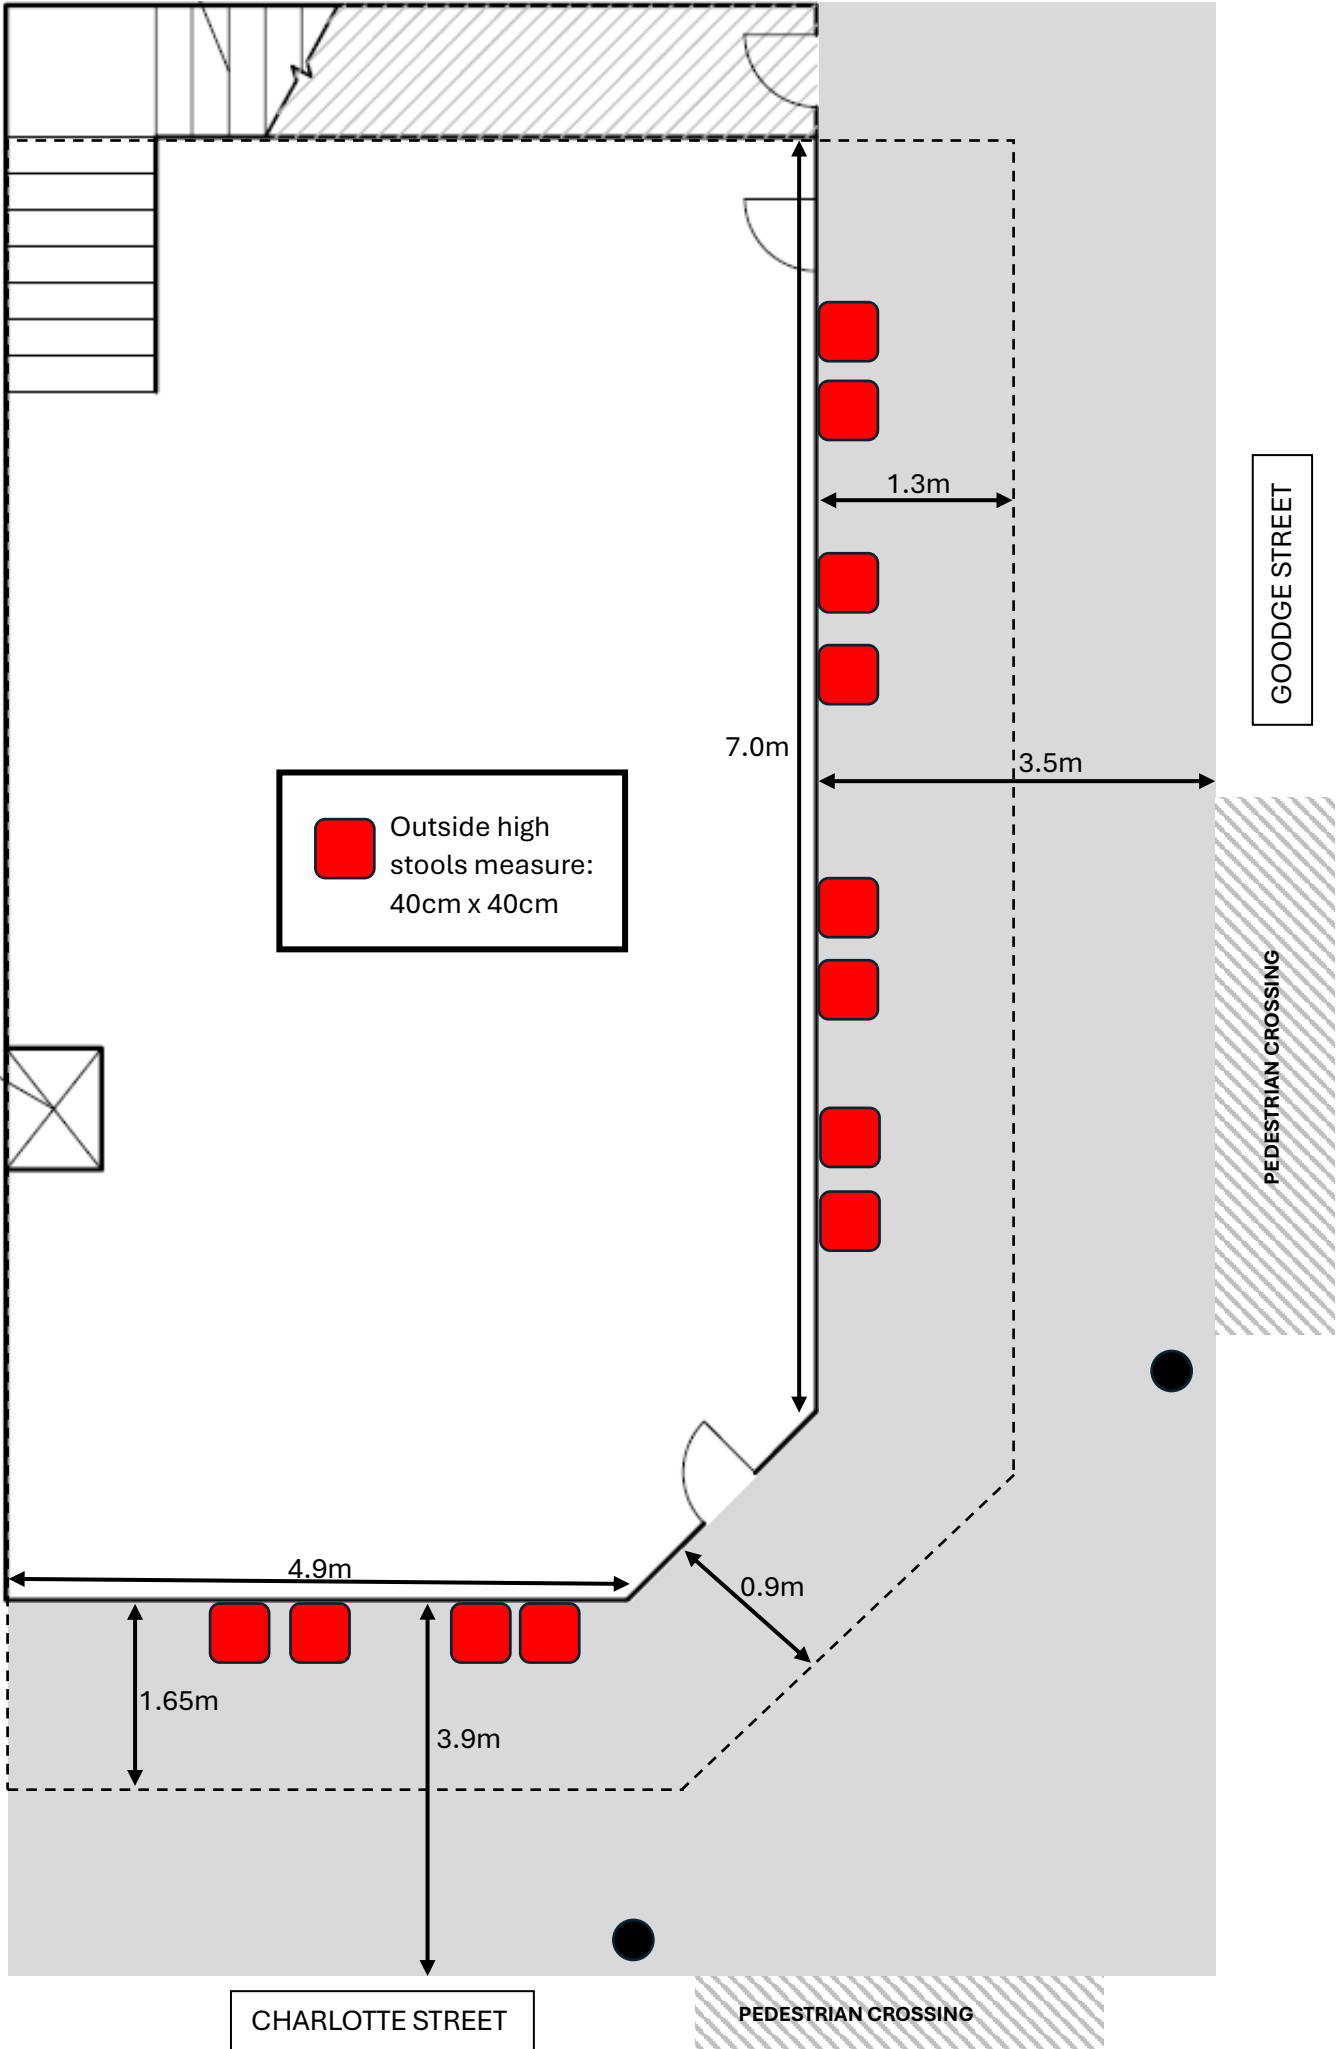 1.3m
GOODGE STREET
7.0m
3.5m
Outside high
stools measure:
40cm x 40cm
PEDESTRIAN CROSSING
4.9m
0.9m
1.65m
3.9m
CHARLOTTE STREET
PEDESTRIAN CROSSING